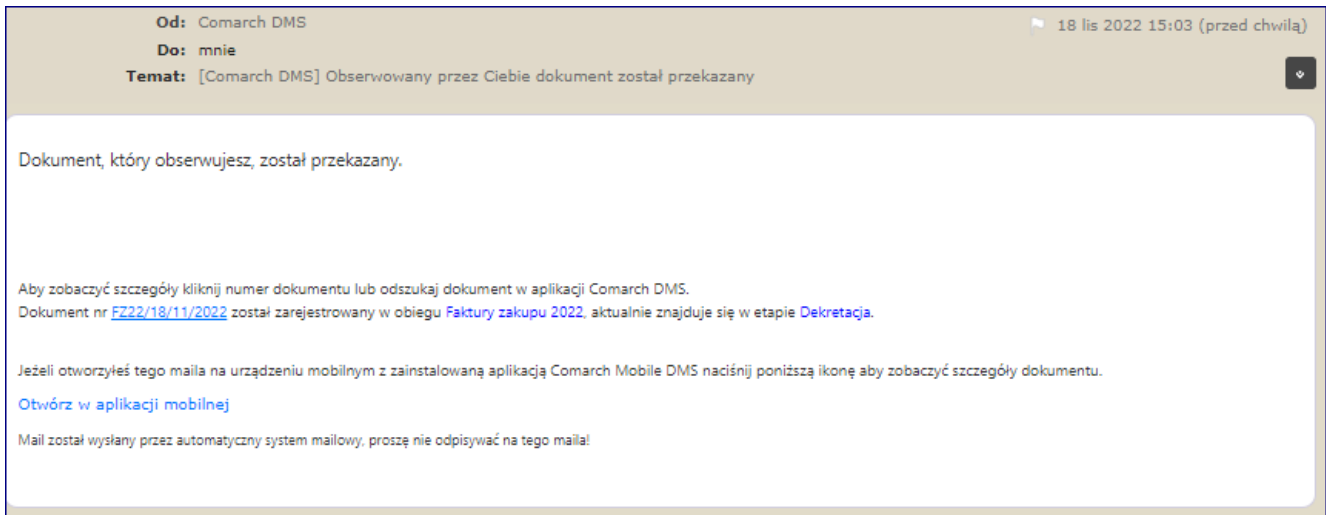 Od: Comarch DMS 18 lis 2022 15:03 (przed chwilą)
Do: mnie
Temat: [Comarch DMS] Obserwowany przez Ciebie dokument został przekazany
Dokument, który obserwujesz, został przekazany.
Aby zobaczyć szczegóły kliknij numer dokumentu lub odszukaj dokument w aplikacji Comarch DMS.
Dokument nr FZ22/18/11/2022 został zarejestrowany w obiegu Faktury zakupu 2022, aktualnie znajduje się w etapie Dekretacja.
Jeżeli otworzyłeś tego maila na urządzeniu mobilnym z zainstalowaną aplikacją Comarch Mobile DMS naciśnij poniższą ikonę aby zobaczyć szczegóły dokumentu.
Otwórz w aplikacji mobilnej
Mail został wysłany przez automatyczny system mailowy, proszę nie odpisywać na tego maila!